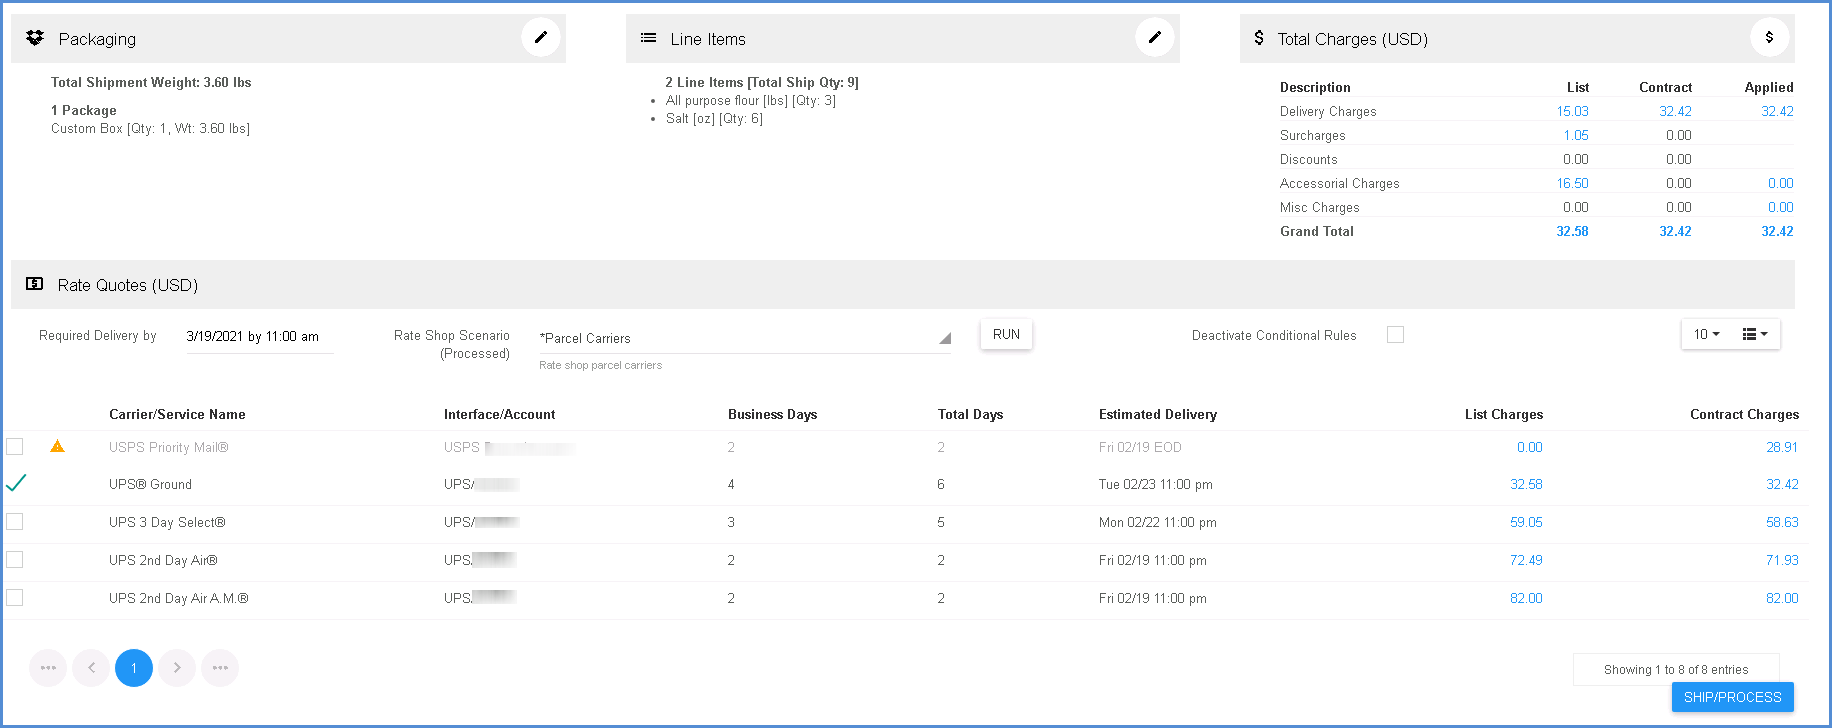 Packaging
Line Items
$ Total Charges (USD) $
Total Shipment Weight: 3.60 lbs
1 Package
Custom Box [Qty: 1, Wt: 3.60 lbs]
2 Line Items [Total Ship Qty: 9]
• All purpose flour [lbs] [Qty: 3]
• Salt [oz] [Qty: 6]
Description List Contract Applied
Delivery Charges 15.03 32.42 32.42
Surcharges 1.05 0.00
Discounts 0.00 0.00
Accessorial Charges 16.50 0.00 0.00
Misc Charges 0.00 0.00 0.00
Grand Total 32.58 32.42 32.42
Rate Quotes (USD)
Required Delivery by 3/19/2021 by 11:00 am
Rate Shop Scenario
(Processed)
*Parcel Carriers
Rate shop parcel carriers
RUN
Deactivate Conditional Rules
10
Carrier/Service Name Interface/Account Business Days Total Days Estimated Delivery List Charges Contract Charges
USPS Priority Mail® USPS 2 2 Fri 02/19 EOD 0.00 28.91
UPS® Ground UPS/ 4 6 Tue 02/23 11:00 pm 32.58 32.42
UPS 3 Day Select® UPS/ 3 5 Mon 02/22 11:00 pm 59.05 58.63
UPS 2nd Day Air® UPS 2 2 Fri 02/19 11:00 pm 72.49 71.93
UPS 2nd Day Air A.M.® UPS 2 2 Fri 02/19 11:00 pm 82.00 82.00
1
Showing 1 to 8 of 8 entries
SHIP/PROCESS